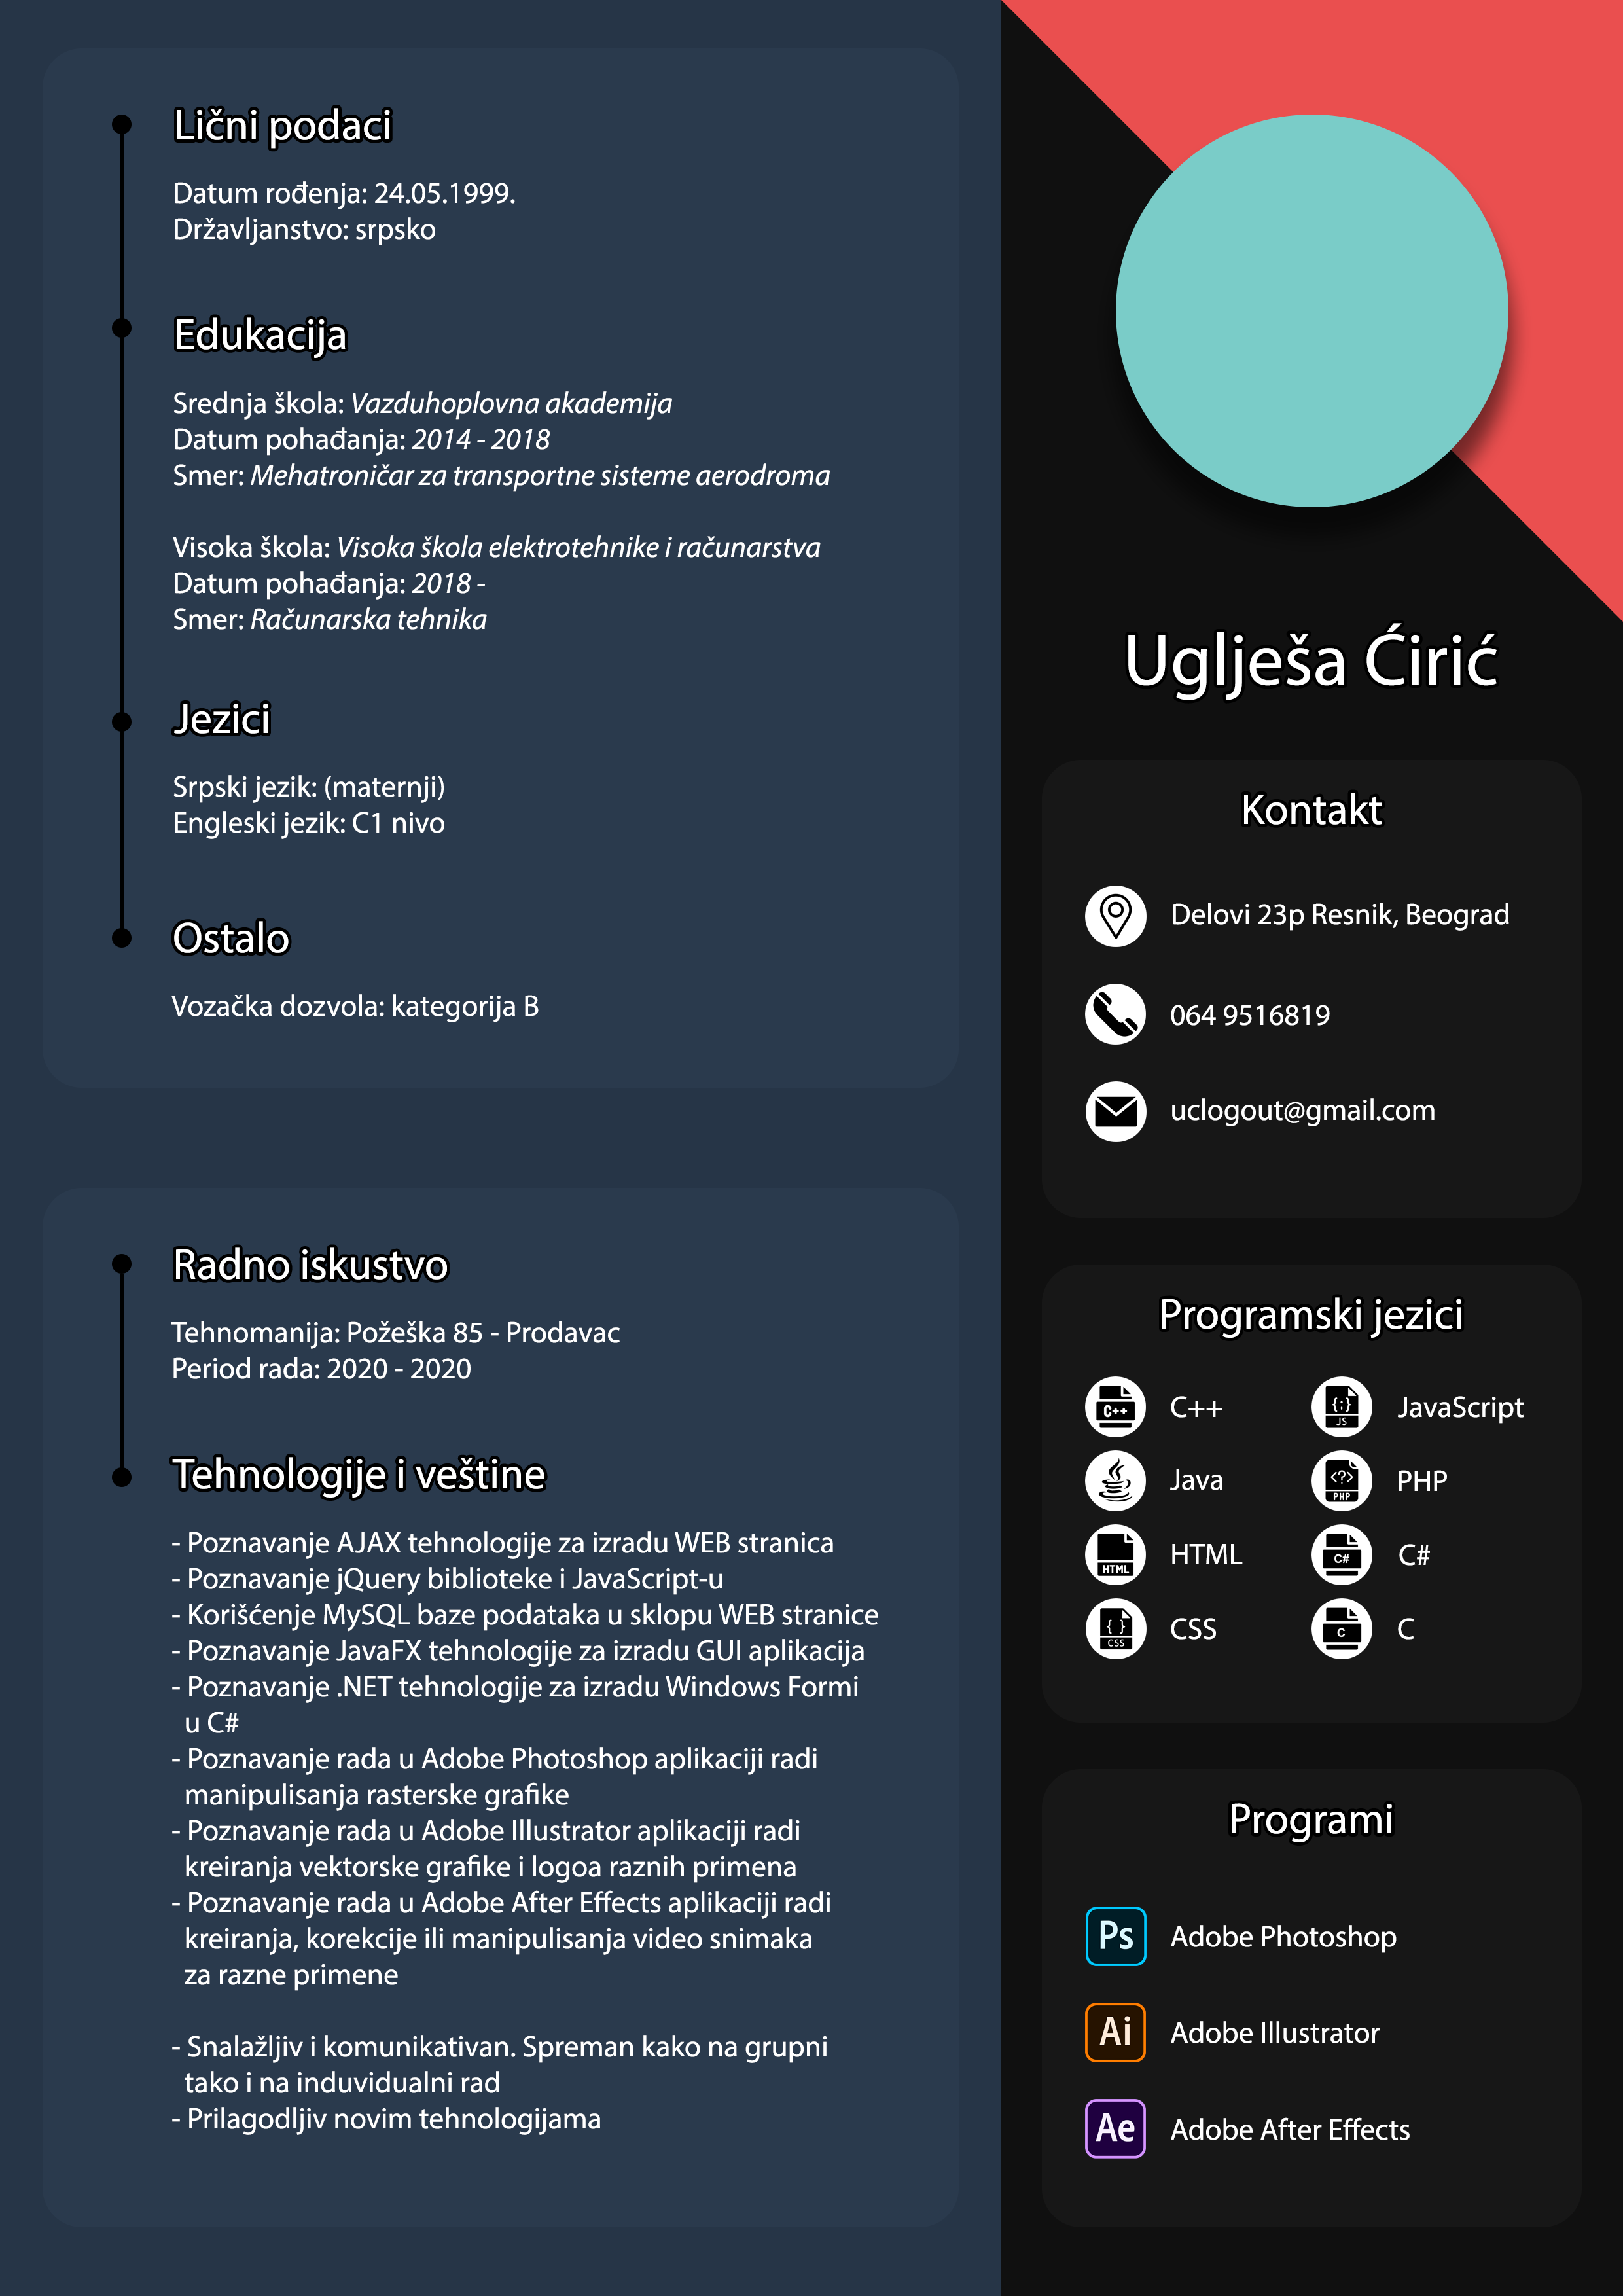 Lični podaci
Datum rođenja: 24.05.1999.
Državljanstvo: srpsko
Edukacija
Srednja škola: Vazduhoplovna akademija
Datum pohađanja: 2014 - 2018
Smer: Mehatroničar za transportne sisteme aerodroma
Visoka škola: Visoka škola elektrotehnike i računarstva
Datum pohađanja: 2018 -
Smer: Računarska tehnika
Jezici
Srpski jezik: (maternji)
Engleski jezik: C1 nivo
Ostalo
Vozačka dozvola: kategorija B
Radno iskustvo
Tehnomanija: Požeška 85 - Prodavac
Period rada: 2020 - 2020
Tehnologije i veštine
- Poznavanje AJAX tehnologije za izradu WEB stranica
- Poznavanje jQuery biblioteke i JavaScript-u
- Korišćenje MySQL baze podataka u sklopu WEB stranice
- Poznavanje JavaFX tehnologije za izradu GUI aplikacija
- Poznavanje .NET tehnologije za izradu Windows Formi
u C#
- Poznavanje rada u Adobe Photoshop aplikaciji radi
manipulisanja rasterske grafike
- Poznavanje rada u Adobe Illustrator aplikaciji radi
kreiranja vektorske grafike i logoa raznih primena
- Poznavanje rada u Adobe After Effects aplikaciji radi
kreiranja, korekcije ili manipulisanja video snimaka
za razne primene
- Snalažljiv i komunikativan. Spreman kako na grupni
tako i na induvidualni rad
- Prilagodljiv novim tehnologijama
Uglješa Ćirić
Kontakt
Delovi 23p Resnik, Beograd
064 9516819
uclogout@gmail.com
Programski jezici
C++ C++ {;} JS JavaScript
Java <?> PHP PHP
HTML HTML C# C#
{ } CSS CSS C C
Programi
Ps Adobe Photoshop
Ai Adobe Illustrator
Ae Adobe After Effects